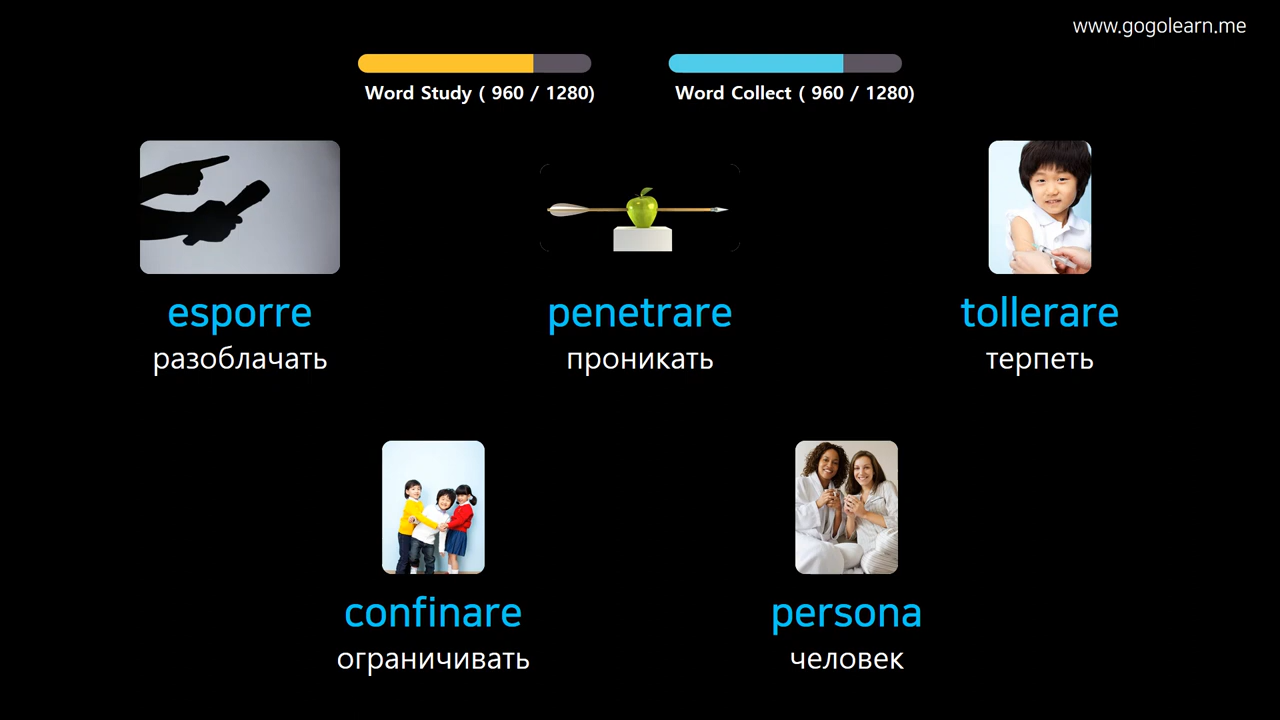 www.gogolearn.me
Word Study ( 960 / 1280)
Word Collect ( 960 / 1280)
esporre
разоблачать
penetrare
проникать
tollerare
терпеть
confinare
ограничивать
persona
человек